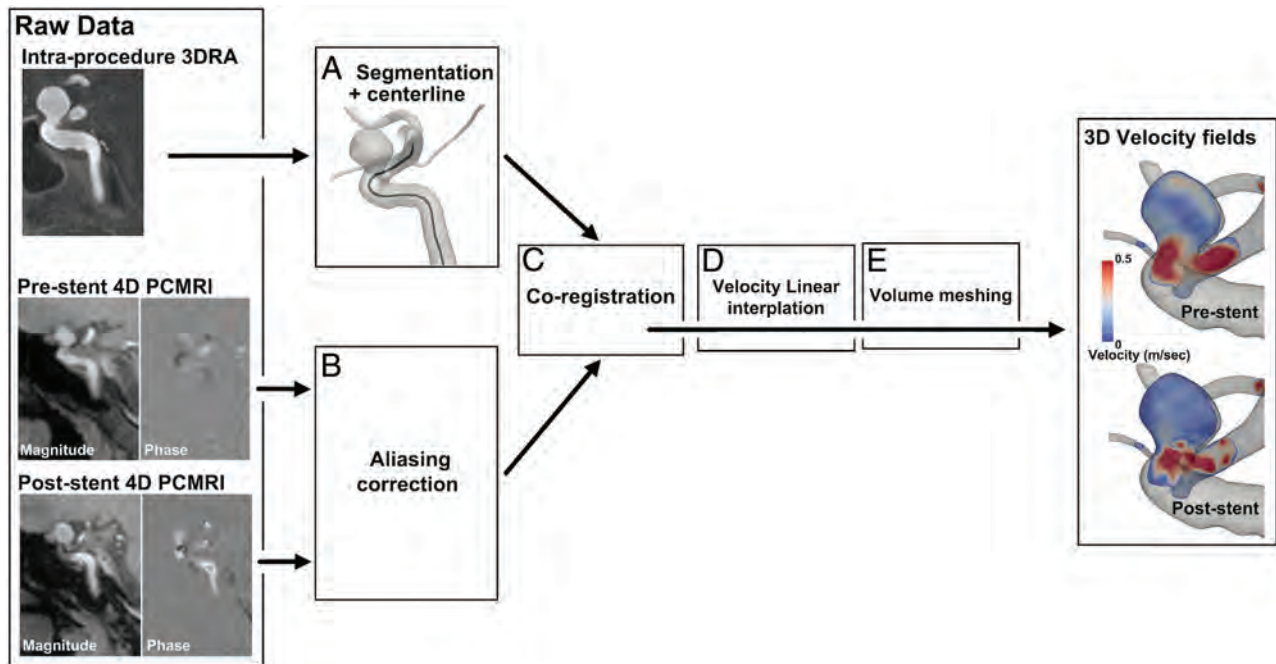 Raw Data
Intra-procedure 3DRA
Pre-stent 4D PCMRI
Magnitude
Phase
Post-stent 4D PCMRI
Magnitude
Phase
A
Segmentation
+ centerline
B
Aliasing
correction
C
Co-registration
D
Velocity Linear
interplation
E
Volume meshing
3D Velocity fields
0.5
Pre-stent
0
Velocity (m/sec)
Post-stent